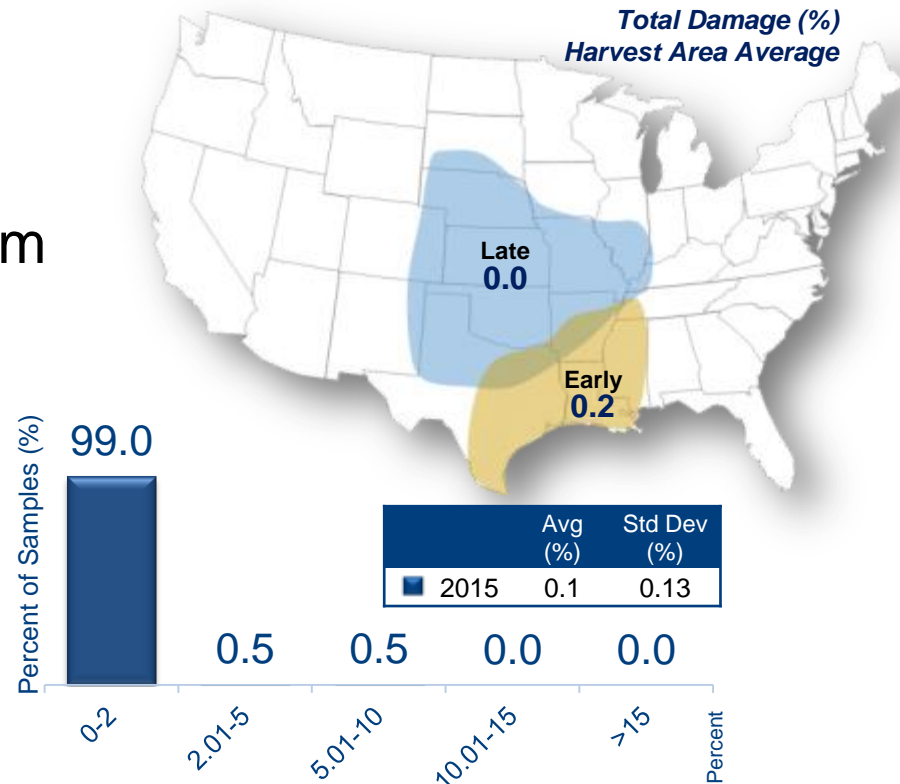 Total Damage (%)
Harvest Area Average
m
Late
0.0
Early
0.2
Percent of Samples (%)
99.0
0.5
0.5
0.0
0.0
Avg
(%)
Std Dev
(%)
2015
0.1
0.13
0-2
2.01-5
5.01-10
10.01-15
>15
Percent